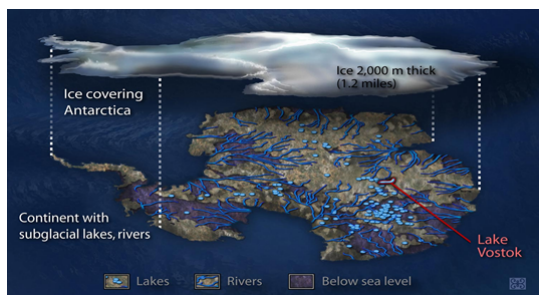 Ice 2,000 m thick
(1.2 miles)
Ice covering
Antarctica
Continent with
subglacial lakes, rivers
Lake
Vostok
Lakes
Rivers
Below sea level